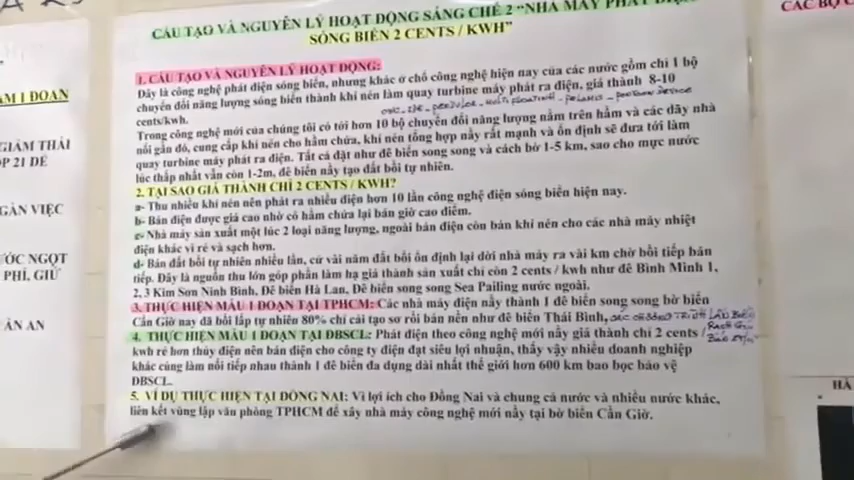 CẤU TẠO VÀ NGUYÊN LÝ HOẠT ĐỘNG SÁNG CHẾ 2 "NHÀ MÁY PHÁT ĐIỆN
SÓNG BIỂN 2 CENTS / KWH"
1. CẤU TẠO VÀ NGUYÊN LÝ HOẠT ĐỘNG:
Đây là công nghệ phát điện sóng biển, nhưng khác ở chổ công nghệ hiện nay của các nước gồm chỉ 1 bộ
chuyển đổi năng lượng sóng biển thành khí nén làm quay turbine máy phát ra điện, giá thành 8-10
cents/kwh.
Trong công nghệ mới của chúng tôi có tới hơn 10 bộ chuyển đổi năng lượng nằm trên hầm và các dãy nhà
nổi gần đó, cung cấp khí nén cho hầm chứa, khí nén tổng hợp nầy rất mạnh và ổn định sẽ đưa tới làm
quay turbine máy phát ra điện. Tất cả đặt như đê biển song song và cách bờ 1-5 km, sao cho mực nước
lúc thấp nhất vẫn còn 1-2m, đê biển nầy tạo đất bồi tự nhiên.
2. TẠI SAO GIÁ THÀNH CHỈ 2 CENTS / KWH?
a- Thu nhiều khí nén nên phát ra nhiều điện hơn 10 lần công nghệ điện sóng biển hiện nay.
b- Bán điện được giá cao nhờ có hầm chứa lại bán giờ cao điểm.
c- Nhà máy sản xuất một lúc 2 loại năng lượng, ngoài bán điện còn bán khí nén cho các nhà máy nhiệt
điện khác vì rẻ và sạch hơn.
d- Bán đất bồi tự nhiên nhiều lần, cứ vài năm đất bồi ổn định lại dời nhà máy ra vài km chờ bồi tiếp bán
tiếp. Đây là nguồn thu lớn góp phần làm hạ giá thành sản xuất chỉ còn 2 cents / kwh như đê Bình Minh 1,
2, 3 Kim Sơn Ninh Bình, Đê biển Hà Lan, Đê biển song song Sea Pailing nước ngoài.
3. THỰC HIỆN MẪU 1 ĐOẠN TẠI TPHCM: Các nhà máy điện nầy thành 1 đê biển song song bờ biển
Cần Giờ nay đã bồi lắp tự nhiên 80% chỉ cải tạo sơ rồi bán nền như đê biển Thái Bình,
4. THỰC HIỆN MẪU 1 ĐOẠN TẠI ĐBSCL: Phát điện theo công nghệ mới nầy giá thành chỉ 2 cents /
kwh rẻ hơn thủy điện nên bán điện cho công ty điện đạt siêu lợi nhuận, thấy vậy nhiều doanh nghiệp
khác cùng làm nối tiếp nhau thành 1 đê biển đa dụng dài nhất thế giới hơn 600 km bao bọc bảo vệ
ĐBSCL.
5. VÍ DỤ THỰC HIỆN TẠI ĐỒNG NAI: Vì lợi ích cho Đồng Nai và chung cả nước và nhiều nước khác,
liên kết vùng lập văn phòng TPHCM để xây nhà máy công nghệ mới nầy tại bờ biển Cần Giờ.
1 ĐOẠN
GIẢM THẢI
21 ĐỂ
GẮN VIỆC
NƯỚC NGỌT
PHÍ, GIỮ
ÂN AN
CÁC BỘ
HÀ